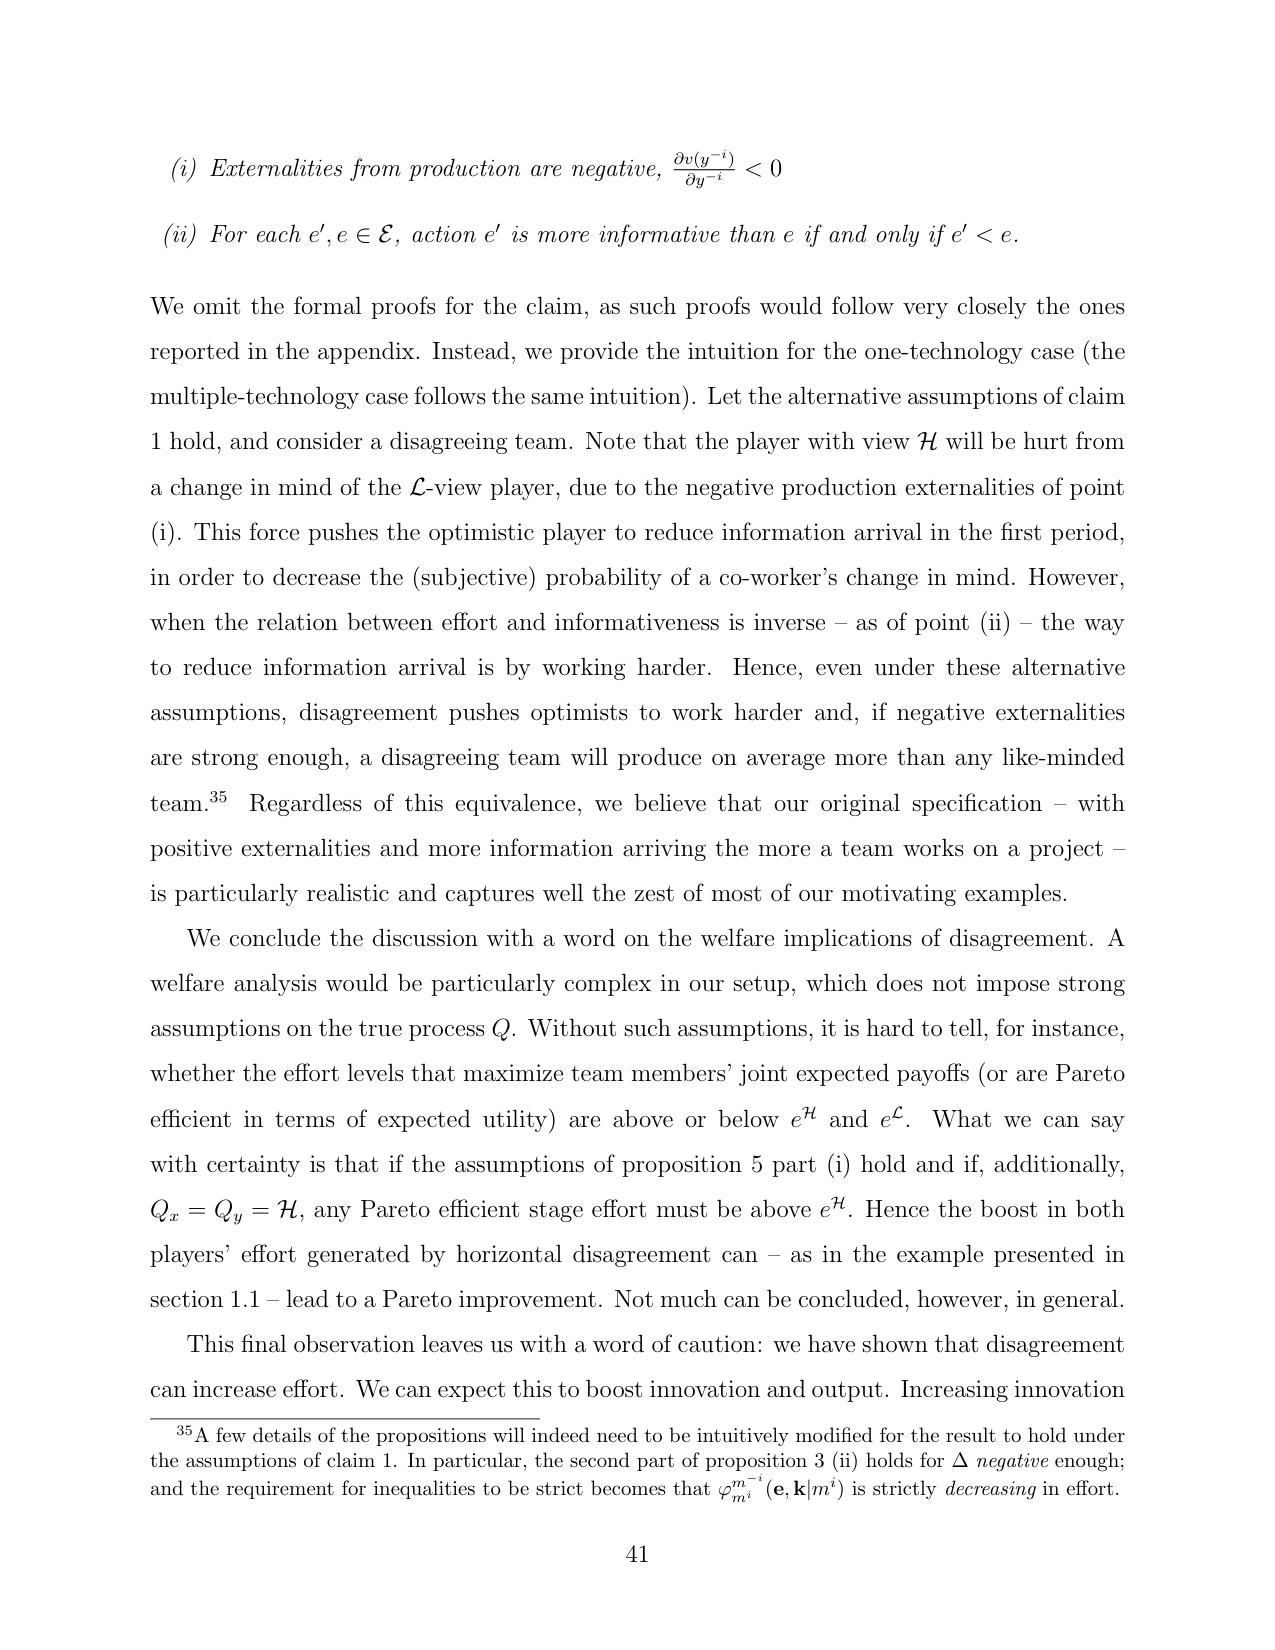 (i) Externalities from production are negative, ∂v(y⁻ⁱ)/∂y⁻ⁱ < 0
(ii) For each e′, e ∈ ℰ, action e′ is more informative than e if and only if e′ < e.
We omit the formal proofs for the claim, as such proofs would follow very closely the ones
reported in the appendix. Instead, we provide the intuition for the one-technology case (the
multiple-technology case follows the same intuition). Let the alternative assumptions of claim
1 hold, and consider a disagreeing team. Note that the player with view ℋ will be hurt from
a change in mind of the ℒ-view player, due to the negative production externalities of point
(i). This force pushes the optimistic player to reduce information arrival in the first period,
in order to decrease the (subjective) probability of a co-worker's change in mind. However,
when the relation between effort and informativeness is inverse – as of point (ii) – the way
to reduce information arrival is by working harder. Hence, even under these alternative
assumptions, disagreement pushes optimists to work harder and, if negative externalities
are strong enough, a disagreeing team will produce on average more than any like-minded
team.³⁵ Regardless of this equivalence, we believe that our original specification – with
positive externalities and more information arriving the more a team works on a project –
is particularly realistic and captures well the zest of most of our motivating examples.
We conclude the discussion with a word on the welfare implications of disagreement. A
welfare analysis would be particularly complex in our setup, which does not impose strong
assumptions on the true process Q. Without such assumptions, it is hard to tell, for instance,
whether the effort levels that maximize team members' joint expected payoffs (or are Pareto
efficient in terms of expected utility) are above or below e^ℋ and e^ℒ. What we can say
with certainty is that if the assumptions of proposition 5 part (i) hold and if, additionally,
Q_x = Q_y = ℋ, any Pareto efficient stage effort must be above e^ℋ. Hence the boost in both
players' effort generated by horizontal disagreement can – as in the example presented in
section 1.1 – lead to a Pareto improvement. Not much can be concluded, however, in general.
This final observation leaves us with a word of caution: we have shown that disagreement
can increase effort. We can expect this to boost innovation and output. Increasing innovation
³⁵A few details of the propositions will indeed need to be intuitively modified for the result to hold under
the assumptions of claim 1. In particular, the second part of proposition 3 (ii) holds for Δ negative enough;
and the requirement for inequalities to be strict becomes that φ_{m^i}^{m^{-i}}(e, k|m^i) is strictly decreasing in effort.
41